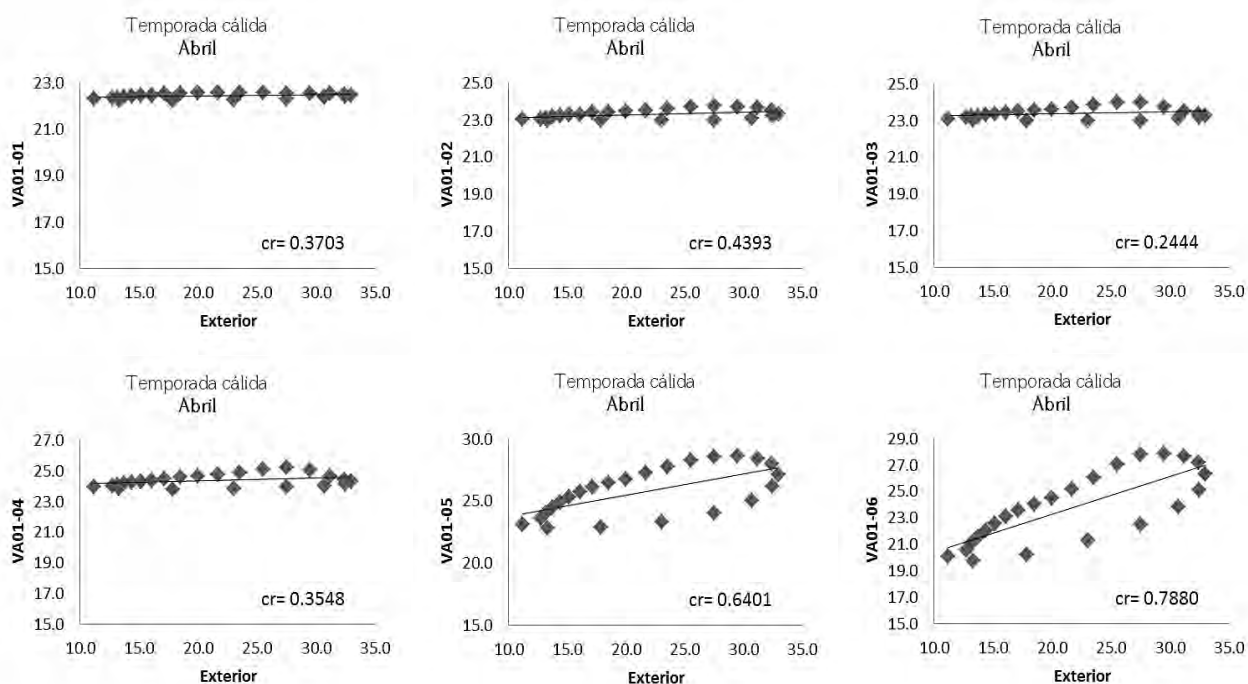 Temporada cálida
Abril
23.0
21.0
19.0
17.0
15.0
VA01-01
cr= 0.3703
10.0 15.0 20.0 25.0 30.0 35.0
Exterior
Temporada cálida
Abril
25.0
23.0
21.0
19.0
17.0
15.0
VA01-02
cr= 0.4393
10.0 15.0 20.0 25.0 30.0 35.0
Exterior
Temporada cálida
Abril
25.0
23.0
21.0
19.0
17.0
15.0
VA01-03
cr= 0.2444
10.0 15.0 20.0 25.0 30.0 35.0
Exterior
Temporada cálida
Abril
27.0
25.0
23.0
21.0
19.0
17.0
15.0
VA01-04
cr= 0.3548
10.0 15.0 20.0 25.0 30.0 35.0
Exterior
Temporada cálida
Abril
30.0
25.0
20.0
15.0
VA01-05
cr= 0.6401
10.0 15.0 20.0 25.0 30.0 35.0
Exterior
Temporada cálida
Abril
29.0
27.0
25.0
23.0
21.0
19.0
17.0
15.0
VA01-06
cr= 0.7880
10.0 15.0 20.0 25.0 30.0 35.0
Exterior